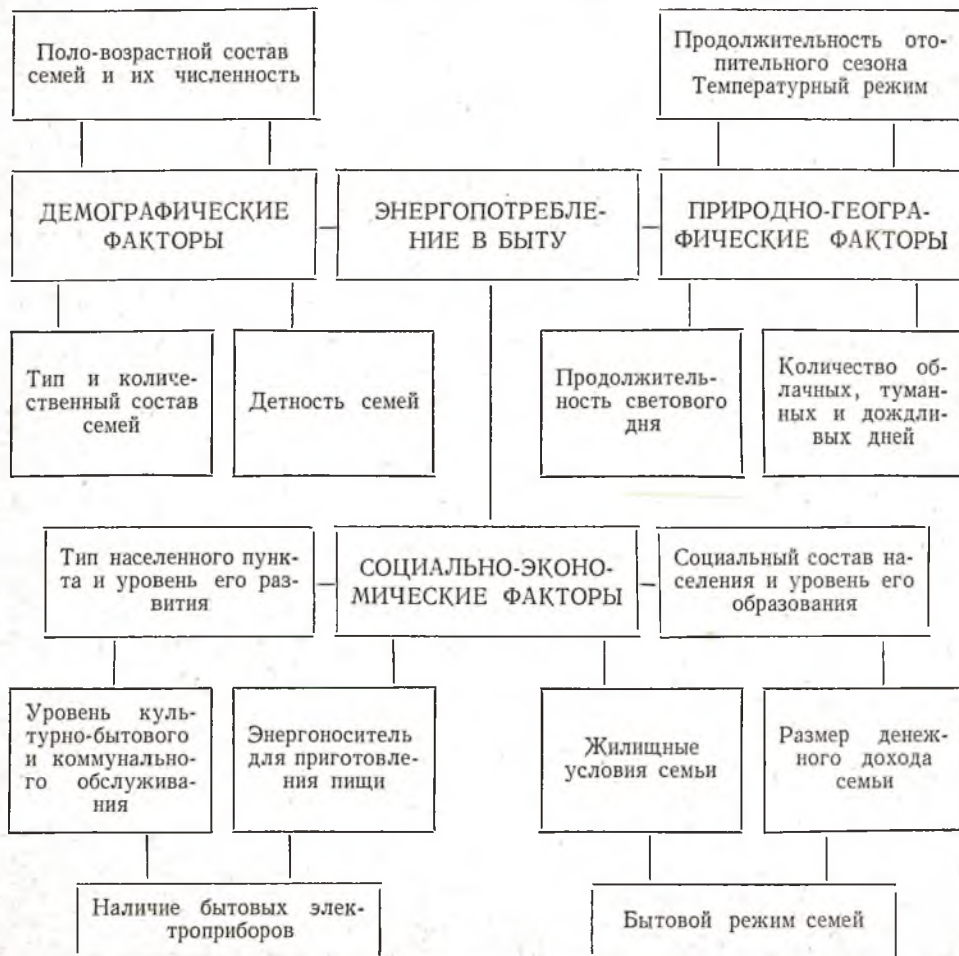 Поло-возрастной состав
семей и их численность
Продолжительность ото-
пительного сезона
Температурный режим
ДЕМОГРАФИЧЕСКИЕ
ФАКТОРЫ
ЭНЕРГОПОТРЕБЛЕ-
НИЕ В БЫТУ
ПРИРОДНО-ГЕОГРА-
ФИЧЕСКИЕ ФАКТОРЫ
Тип и количе-
ственный состав
семей
Детность семей
Продолжитель-
ность светового
дня
Количество об-
лачных, туман-
ных и дождли-
вых дней
Тип населенного пунк-
та и уровень его раз-
вития
СОЦИАЛЬНО-ЭКОНО-
МИЧЕСКИЕ ФАКТОРЫ
Социальный состав на-
селения и уровень его
образования
Уровень куль-
турно-бытового
и коммунально-
го обслужива-
ния
Энергоноситель
для приготовле-
ния пищи
Жилищные
условия семьи
Размер денеж-
ного дохода
семьи
Наличие бытовых элек-
троприборов
Бытовой режим семей